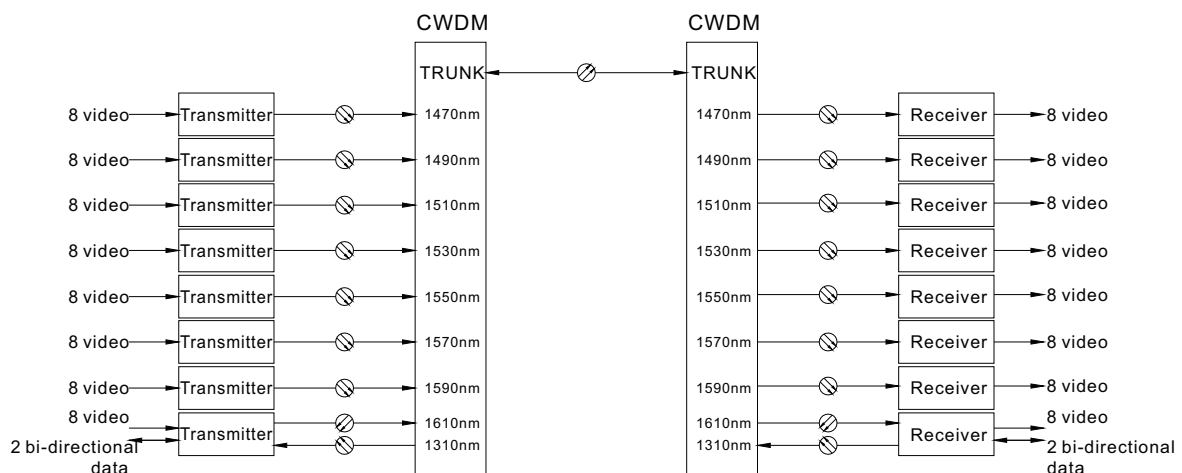 CWDM CWDM
TRUNK TRUNK
8 video Transmitter 1470nm 1470nm Receiver 8 video
8 video Transmitter 1490nm 1490nm Receiver 8 video
8 video Transmitter 1510nm 1510nm Receiver 8 video
8 video Transmitter 1530nm 1530nm Receiver 8 video
8 video Transmitter 1550nm 1550nm Receiver 8 video
8 video Transmitter 1570nm 1570nm Receiver 8 video
8 video Transmitter 1590nm 1590nm Receiver 8 video
8 video 1610nm 1610nm 8 video
Transmitter Receiver
2 bi-directional 1310nm 1310nm 2 bi-directional
data data